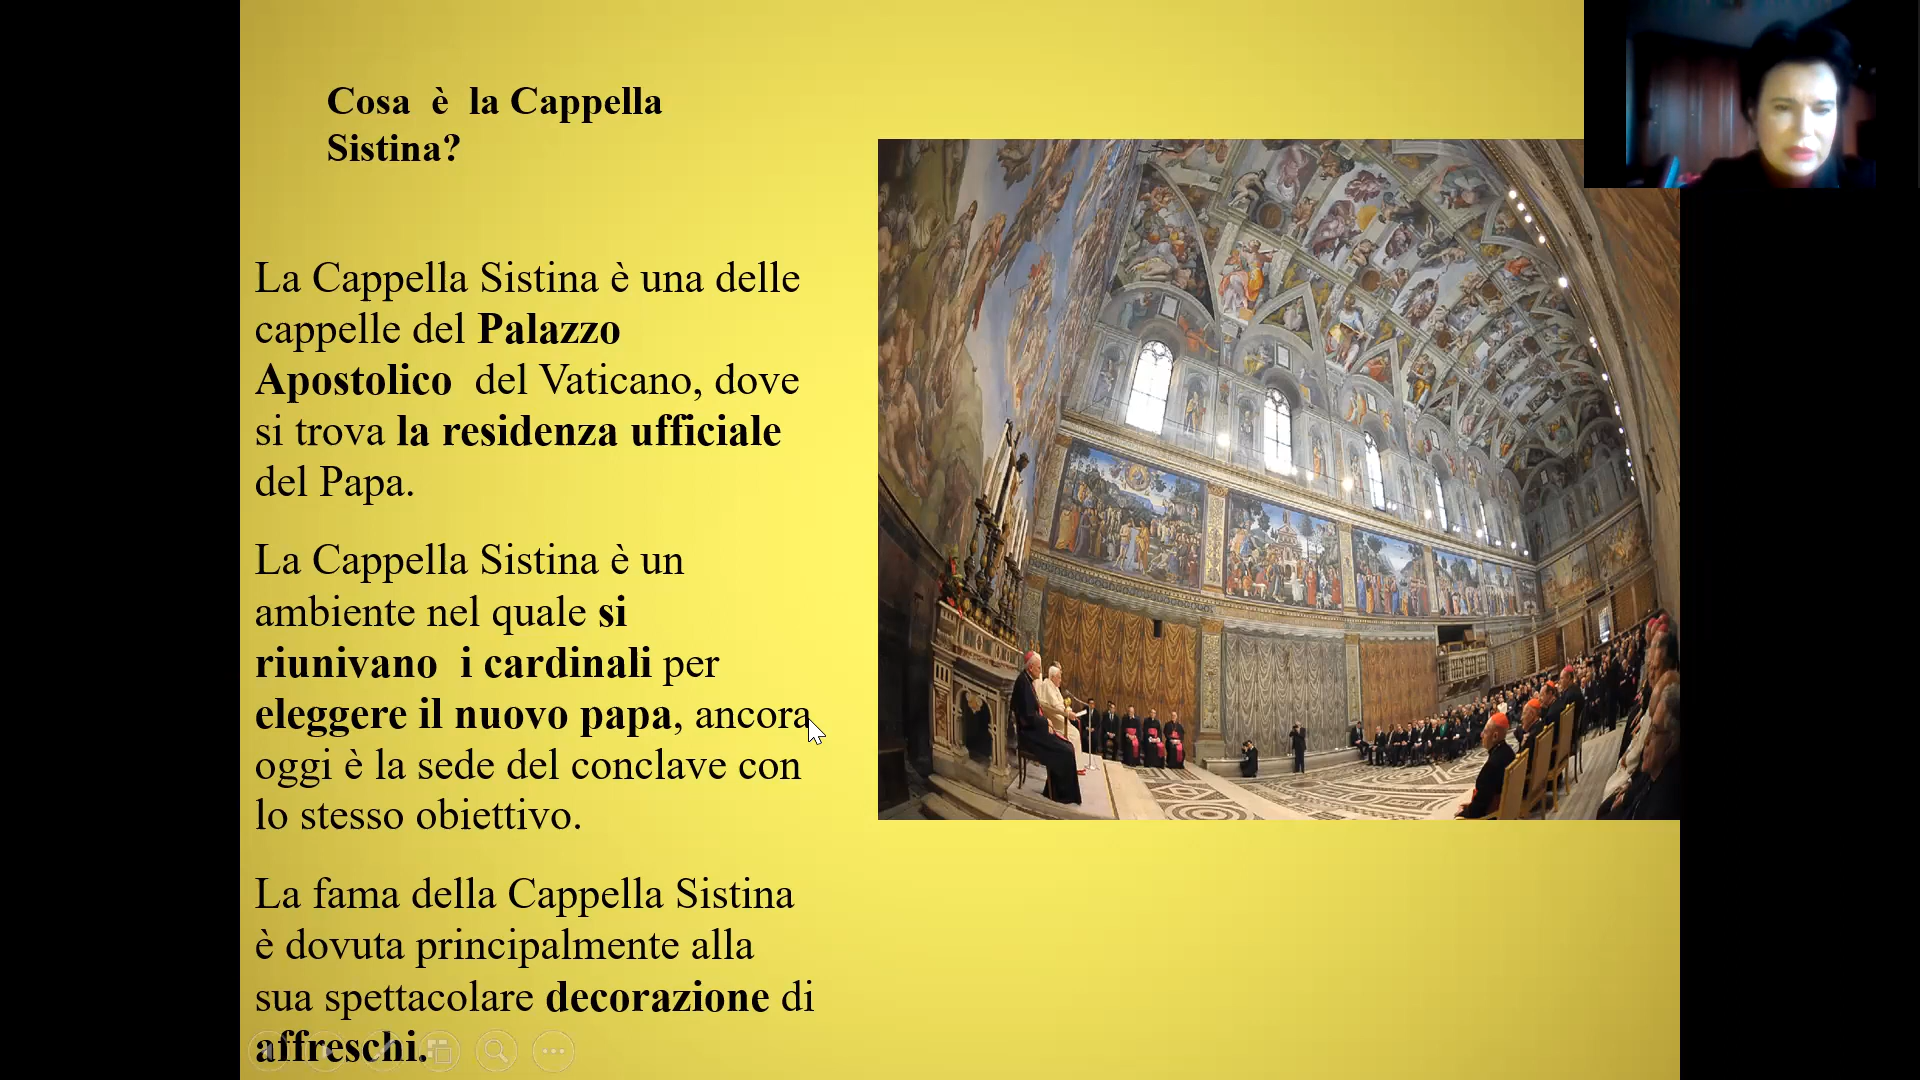 Cosa è la Cappella
Sistina?
La Cappella Sistina è una delle
cappelle del Palazzo
Apostolico del Vaticano, dove
si trova la residenza ufficiale
del Papa.
La Cappella Sistina è un
ambiente nel quale si
riunivano i cardinali per
eleggere il nuovo papa, ancora
oggi è la sede del conclave con
lo stesso obiettivo.
La fama della Cappella Sistina
è dovuta principalmente alla
sua spettacolare decorazione di
affreschi.